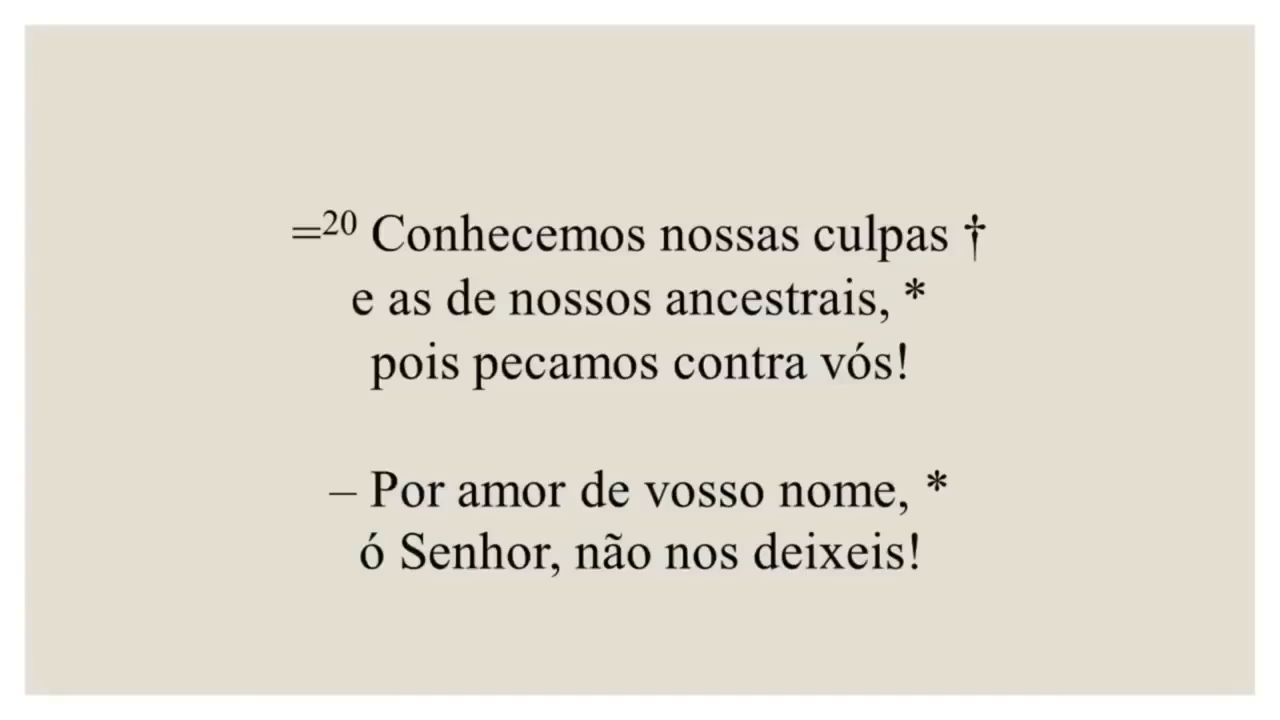 =²⁰ Conhecemos nossas culpas †
e as de nossos ancestrais, *
pois pecamos contra vós!
– Por amor de vosso nome, *
ó Senhor, não nos deixeis!